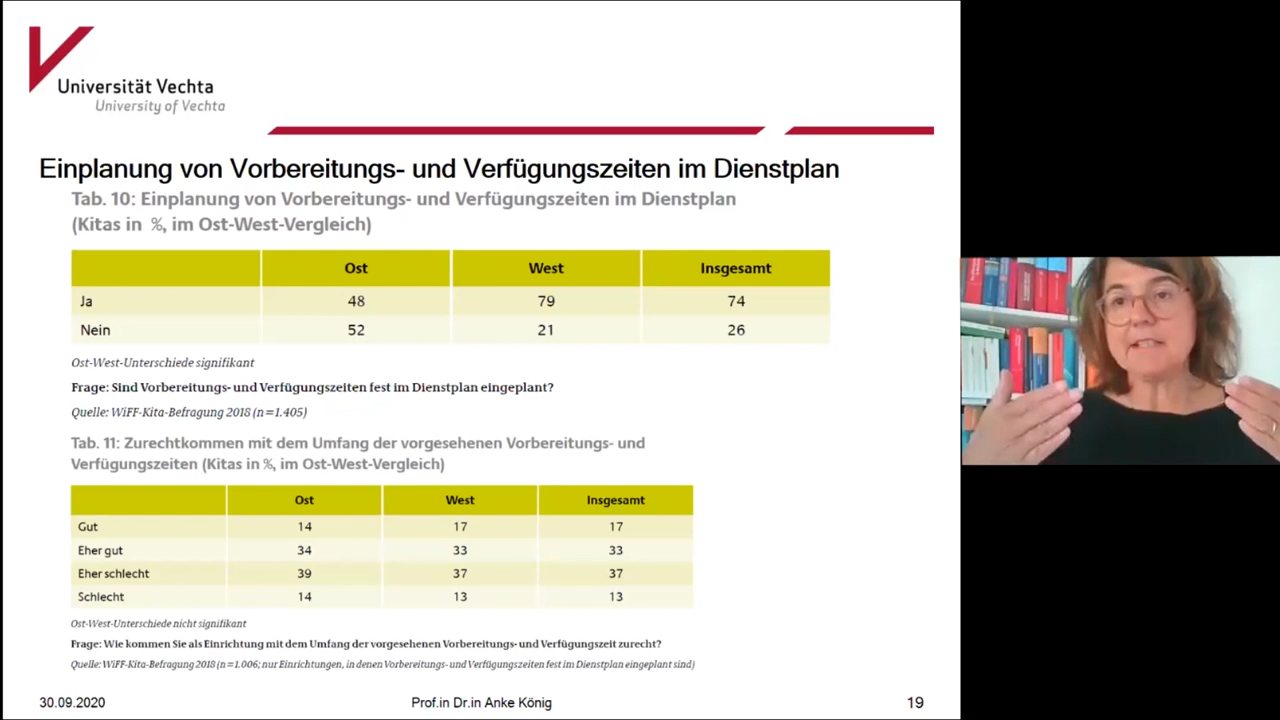 Universität Vechta
University of Vechta
Einplanung von Vorbereitungs- und Verfügungszeiten im Dienstplan
Tab. 10: Einplanung von Vorbereitungs- und Verfügungszeiten im Dienstplan
(Kitas in %, im Ost-West-Vergleich)
Ost West Insgesamt
Ja 48 79 74
Nein 52 21 26
Ost-West-Unterschiede signifikant
Frage: Sind Vorbereitungs- und Verfügungszeiten fest im Dienstplan eingeplant?
Quelle: WiFF-Kita-Befragung 2018 (n=1.405)
Tab. 11: Zurechtkommen mit dem Umfang der vorgesehenen Vorbereitungs- und
Verfügungszeiten (Kitas in %, im Ost-West-Vergleich)
Ost West Insgesamt
Gut 14 17 17
Eher gut 34 33 33
Eher schlecht 39 37 37
Schlecht 14 13 13
Ost-West-Unterschiede nicht signifikant
Frage: Wie kommen Sie als Einrichtung mit dem Umfang der vorgesehenen Vorbereitungs- und Verfügungszeit zurecht?
Quelle: WiFF-Kita-Befragung 2018 (n=1.006; nur Einrichtungen, in denen Vorbereitungs- und Verfügungszeiten fest im Dienstplan eingeplant sind)
30.09.2020 Prof.in Dr.in Anke König 19